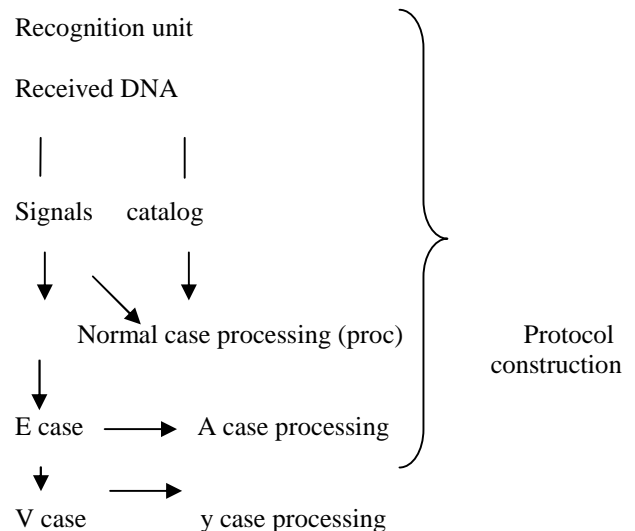 Recognition unit
Received DNA
Signals catalog
Normal case processing (proc)
Protocol
construction
E case A case processing
V case y case processing